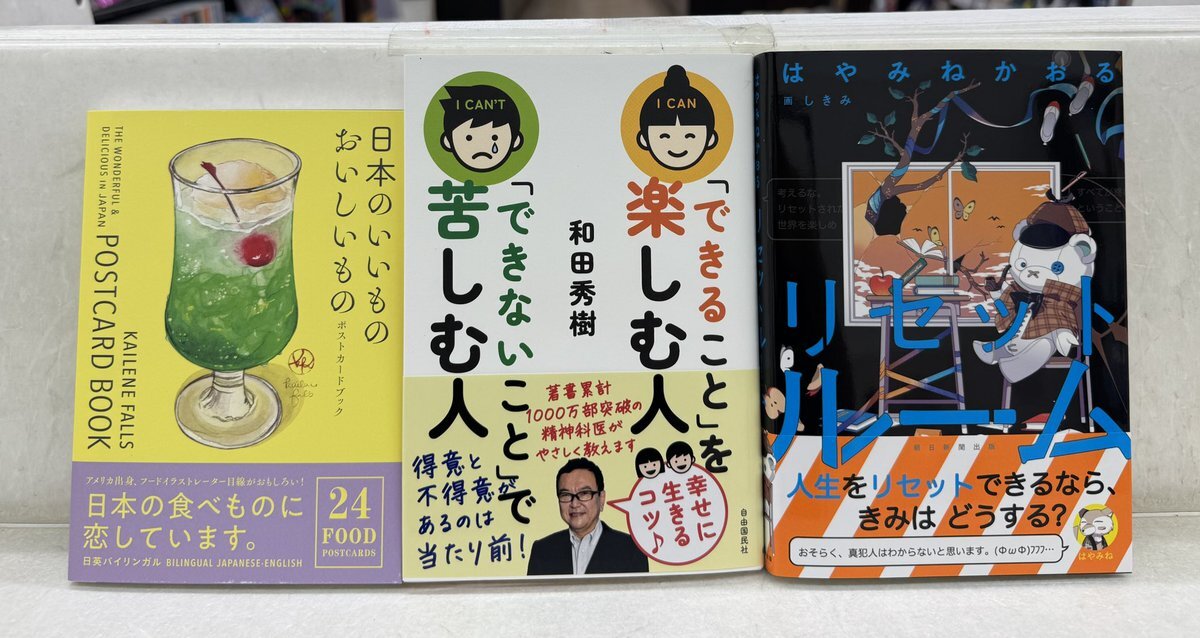 日本のいいもの
おいしいもの
ポストカードブック
THE WONDERFUL &
DELICIOUS IN JAPAN
POSTCARD BOOK
KAILENE FALLS
アメリカ出身、フードイラストレーター目線がおもしろい!
日本の食べものに
恋しています。
日英バイリンガル BILINGUAL JAPANESE-ENGLISH
24
FOOD
POSTCARDS
I CAN
I CAN'T
「できること」を
楽しむ人
和田秀樹
「できないこと」で
苦しむ人
著書累計
1000万部突破の
精神科医が
やさしく教えます
得意と
不得意が
あるのは
当たり前!
幸せに
生きる
コツ♪
自由国民社
はやみねかおる
画 しきみ
考えるな、
リセットされた
世界を楽しめ
リセット
ルーム
朝日新聞出版
人生をリセットできるなら、
きみは どうする?
おそらく、真犯人はわからないと思います。(ΦωΦ)フフフ…
はやみね